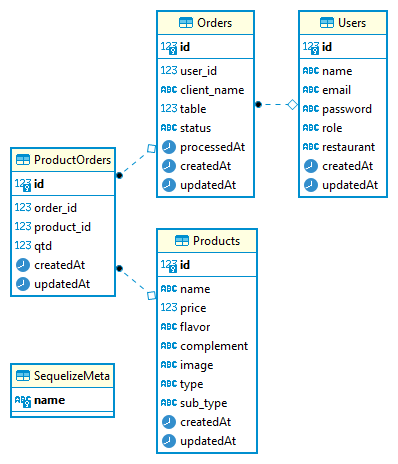 Orders
123 id
123 user_id
ABC client_name
123 table
ABC status
processedAt
createdAt
updatedAt
Users
123 id
ABC name
ABC email
ABC password
ABC role
ABC restaurant
createdAt
updatedAt
ProductOrders
123 id
123 order_id
123 product_id
123 qtd
createdAt
updatedAt
Products
123 id
ABC name
123 price
ABC flavor
ABC complement
ABC image
ABC type
ABC sub_type
createdAt
updatedAt
SequelizeMeta
ABC name